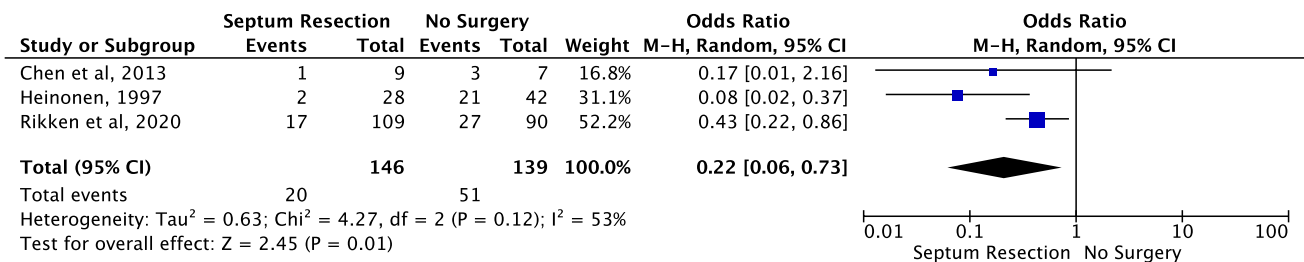 Septum Resection No Surgery Odds Ratio Odds Ratio
Study or Subgroup Events Total Events Total Weight M-H, Random, 95% CI M-H, Random, 95% CI
Chen et al, 2013 1 9 3 7 16.8% 0.17 [0.01, 2.16]
Heinonen, 1997 2 28 21 42 31.1% 0.08 [0.02, 0.37]
Rikken et al, 2020 17 109 27 90 52.2% 0.43 [0.22, 0.86]
Total (95% CI) 146 139 100.0% 0.22 [0.06, 0.73]
Total events 20 51
Heterogeneity: Tau² = 0.63; Chi² = 4.27, df = 2 (P = 0.12); I² = 53%
Test for overall effect: Z = 2.45 (P = 0.01)
0.01 0.1 1 10 100
Septum Resection No Surgery